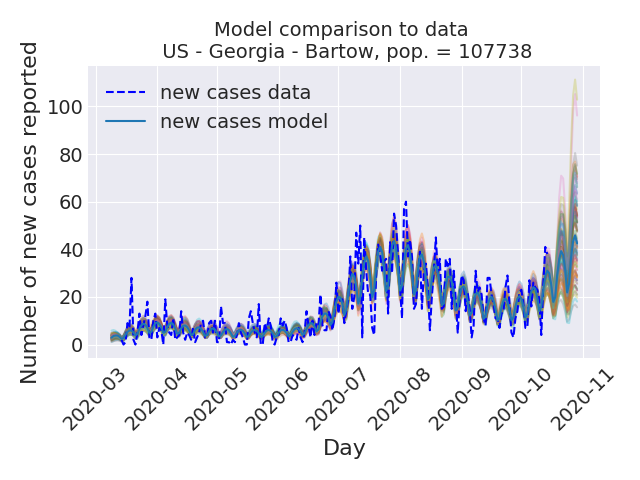 Model comparison to data
US - Georgia - Bartow, pop. = 107738
Number of new cases reported
new cases data
new cases model
100
80
60
40
20
0
2020-03
2020-04
2020-05
2020-06
2020-07
2020-08
2020-09
2020-10
2020-11
Day